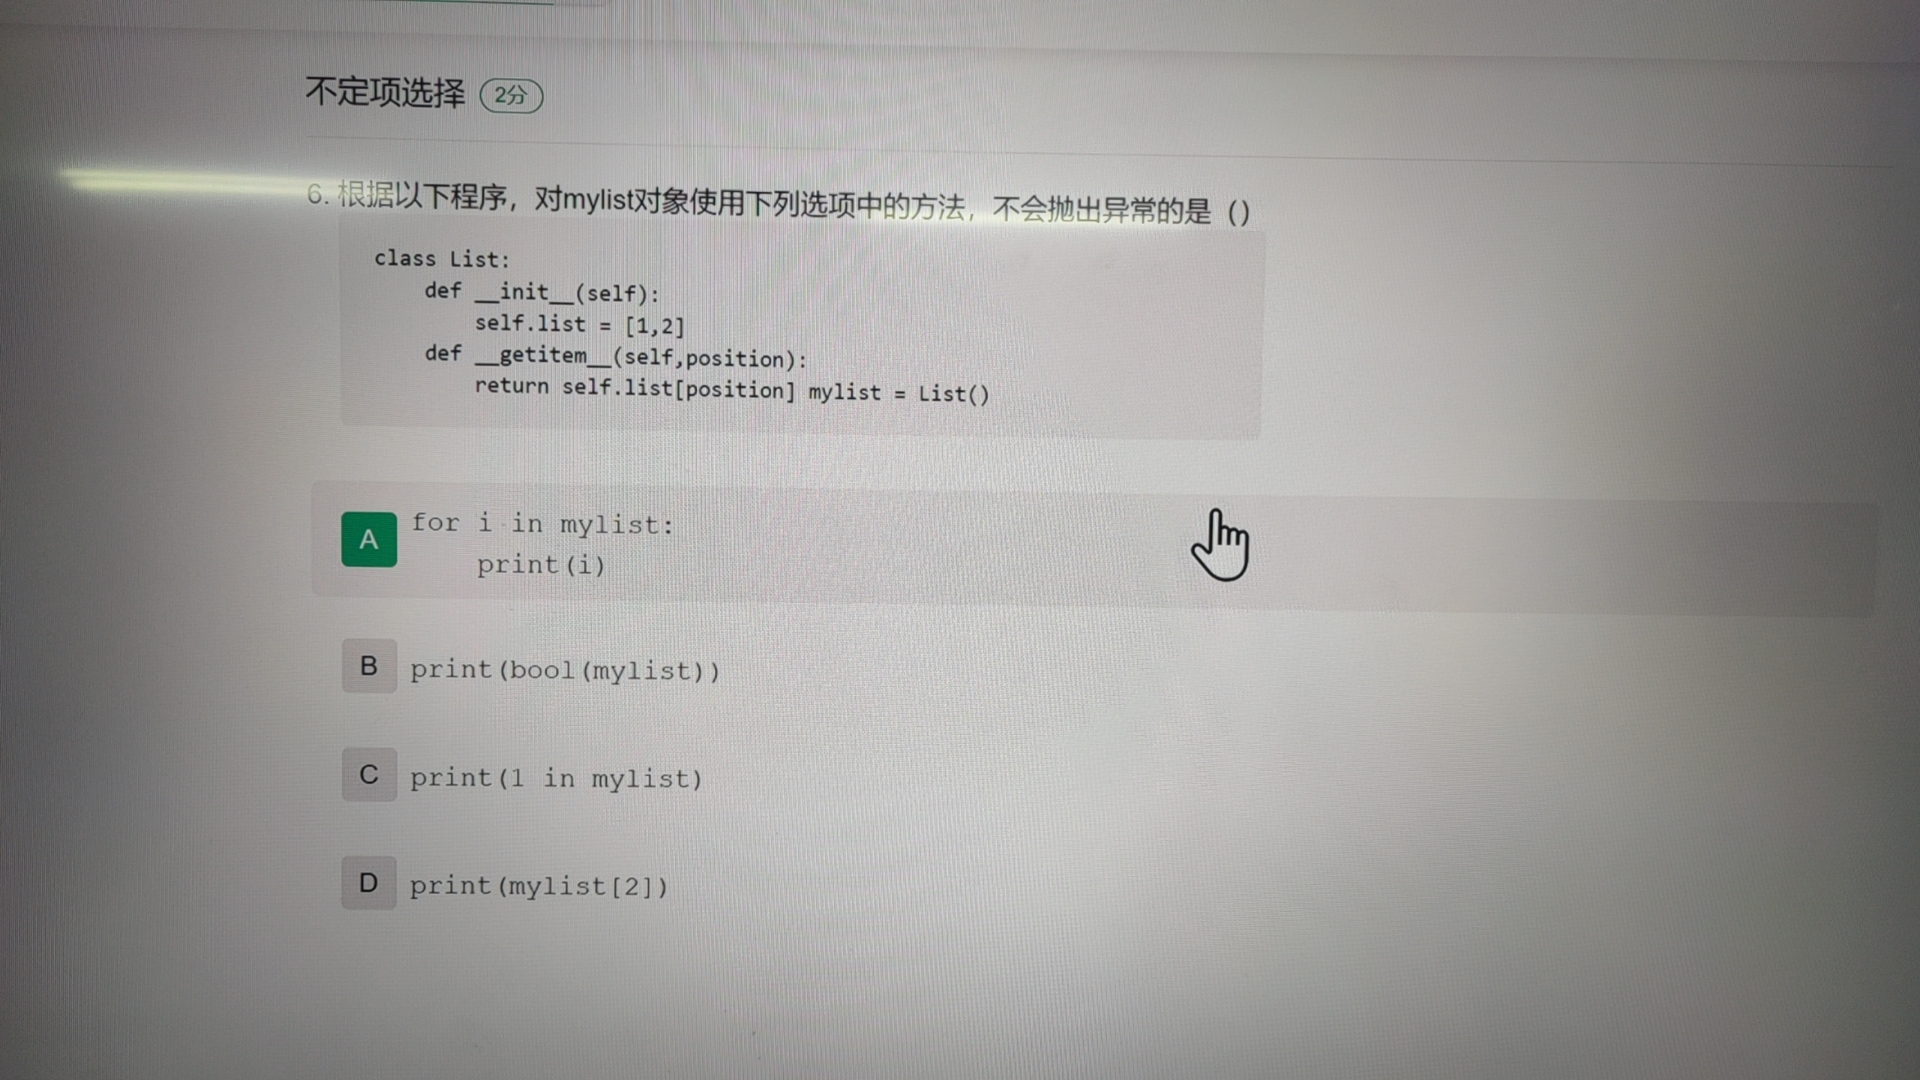 不定项选择 2分
6. 根据以下程序，对mylist对象使用下列选项中的方法，不会抛出异常的是（）
class List:
    def __init__(self):
        self.list = [1,2]
    def __getitem__(self,position):
        return self.list[position] mylist = List()
A for i in mylist:
    print(i)
B print(bool(mylist))
C print(1 in mylist)
D print(mylist[2])